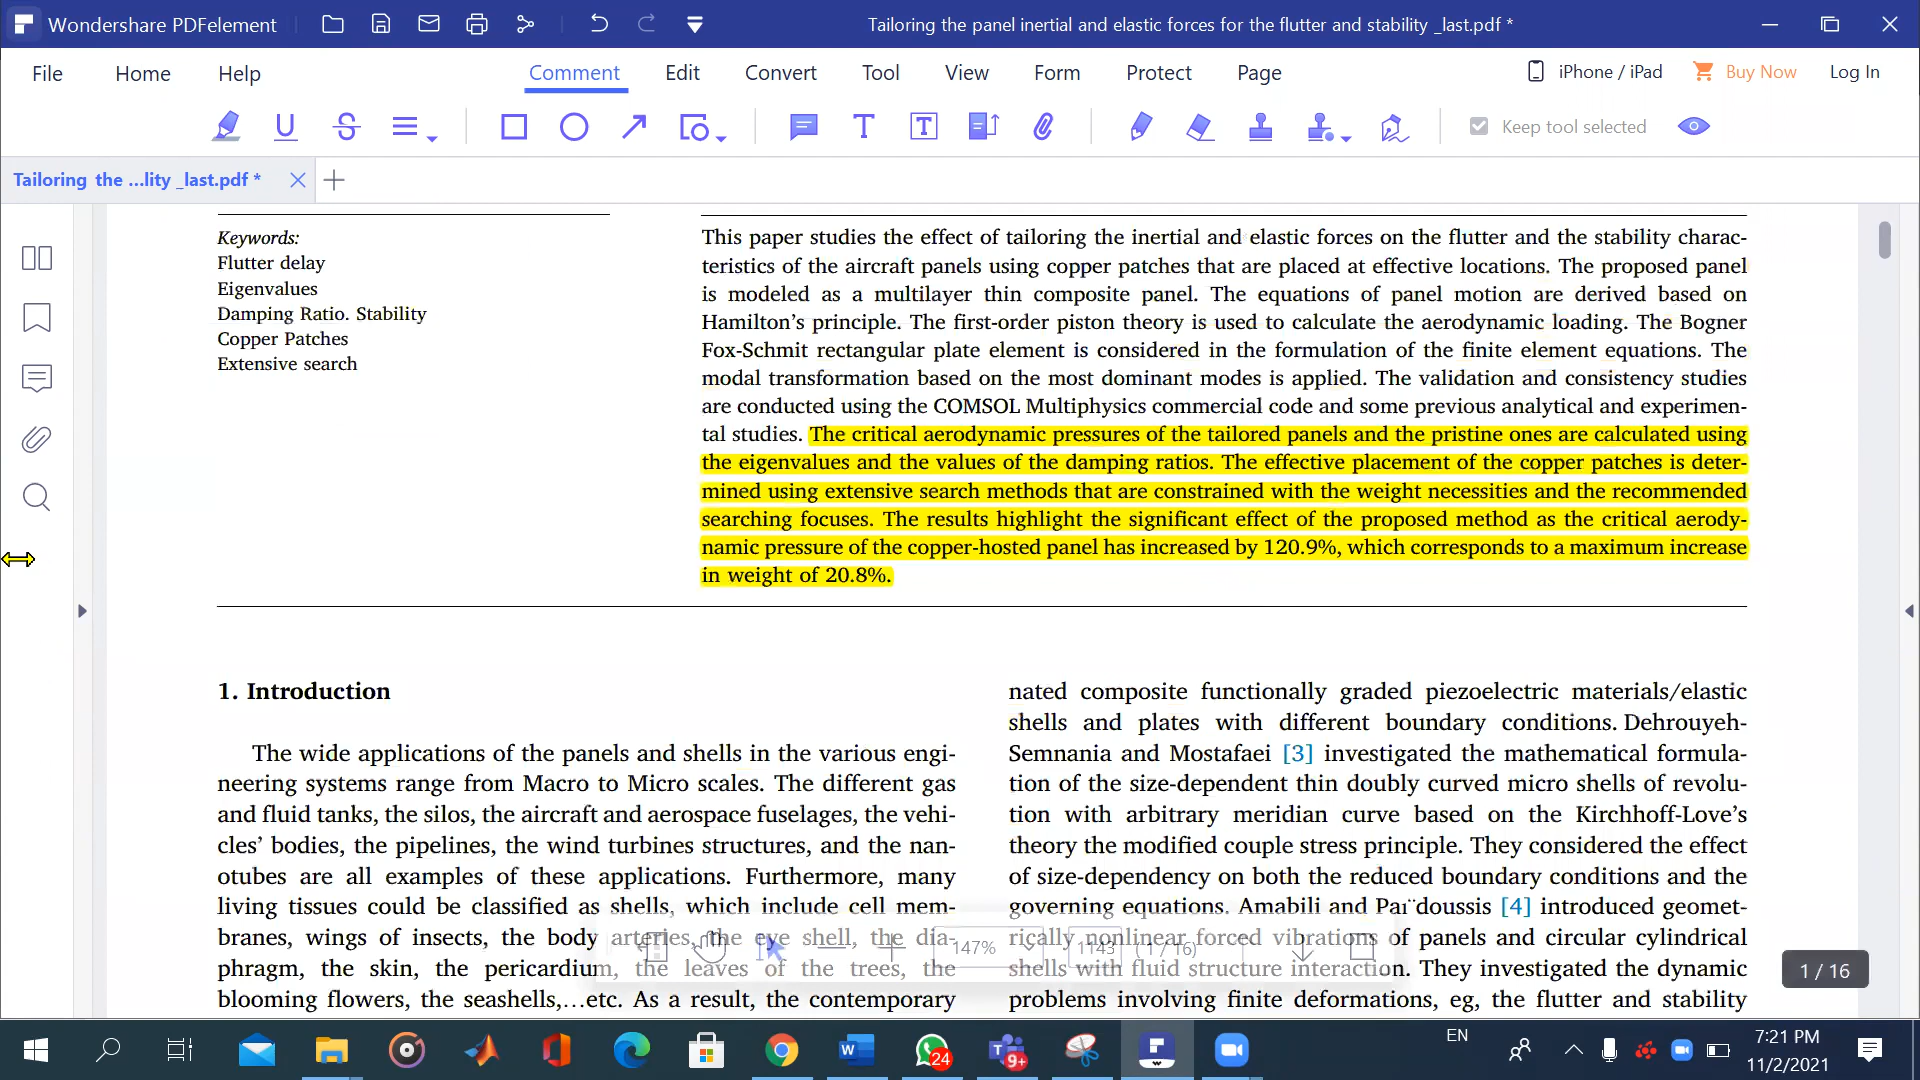 Wondershare PDFelement
Tailoring the panel inertial and elastic forces for the flutter and stability _last.pdf *
File Home Help Comment Edit Convert Tool View Form Protect Page iPhone / iPad Buy Now Log In
Keep tool selected
Tailoring the ...lity _last.pdf *
Keywords:
Flutter delay
Eigenvalues
Damping Ratio. Stability
Copper Patches
Extensive search
This paper studies the effect of tailoring the inertial and elastic forces on the flutter and the stability charac-
teristics of the aircraft panels using copper patches that are placed at effective locations. The proposed panel
is modeled as a multilayer thin composite panel. The equations of panel motion are derived based on
Hamilton's principle. The first-order piston theory is used to calculate the aerodynamic loading. The Bogner
Fox-Schmit rectangular plate element is considered in the formulation of the finite element equations. The
modal transformation based on the most dominant modes is applied. The validation and consistency studies
are conducted using the COMSOL Multiphysics commercial code and some previous analytical and experimen-
tal studies. The critical aerodynamic pressures of the tailored panels and the pristine ones are calculated using
the eigenvalues and the values of the damping ratios. The effective placement of the copper patches is deter-
mined using extensive search methods that are constrained with the weight necessities and the recommended
searching focuses. The results highlight the significant effect of the proposed method as the critical aerody-
namic pressure of the copper-hosted panel has increased by 120.9%, which corresponds to a maximum increase
in weight of 20.8%.
1. Introduction
The wide applications of the panels and shells in the various engi-
neering systems range from Macro to Micro scales. The different gas
and fluid tanks, the silos, the aircraft and aerospace fuselages, the vehi-
cles' bodies, the pipelines, the wind turbines structures, and the nan-
otubes are all examples of these applications. Furthermore, many
living tissues could be classified as shells, which include cell mem-
branes, wings of insects, the body arteries, the eye shell, the dia-
phragm, the skin, the pericardium, the leaves of the trees, the
blooming flowers, the seashells,...etc. As a result, the contemporary
nated composite functionally graded piezoelectric materials/elastic
shells and plates with different boundary conditions. Dehrouyeh-
Semnania and Mostafaei [3] investigated the mathematical formula-
tion of the size-dependent thin doubly curved micro shells of revolu-
tion with arbitrary meridian curve based on the Kirchhoff-Love's
theory the modified couple stress principle. They considered the effect
of size-dependency on both the reduced boundary conditions and the
governing equations. Amabili and Paı¨doussis [4] introduced geomet-
rically nonlinear forced vibrations of panels and circular cylindrical
shells with fluid structure interaction. They investigated the dynamic
problems involving finite deformations, eg, the flutter and stability
147% 1143 (1 / 16)
1 / 16
24
9+
EN
7:21 PM
11/2/2021